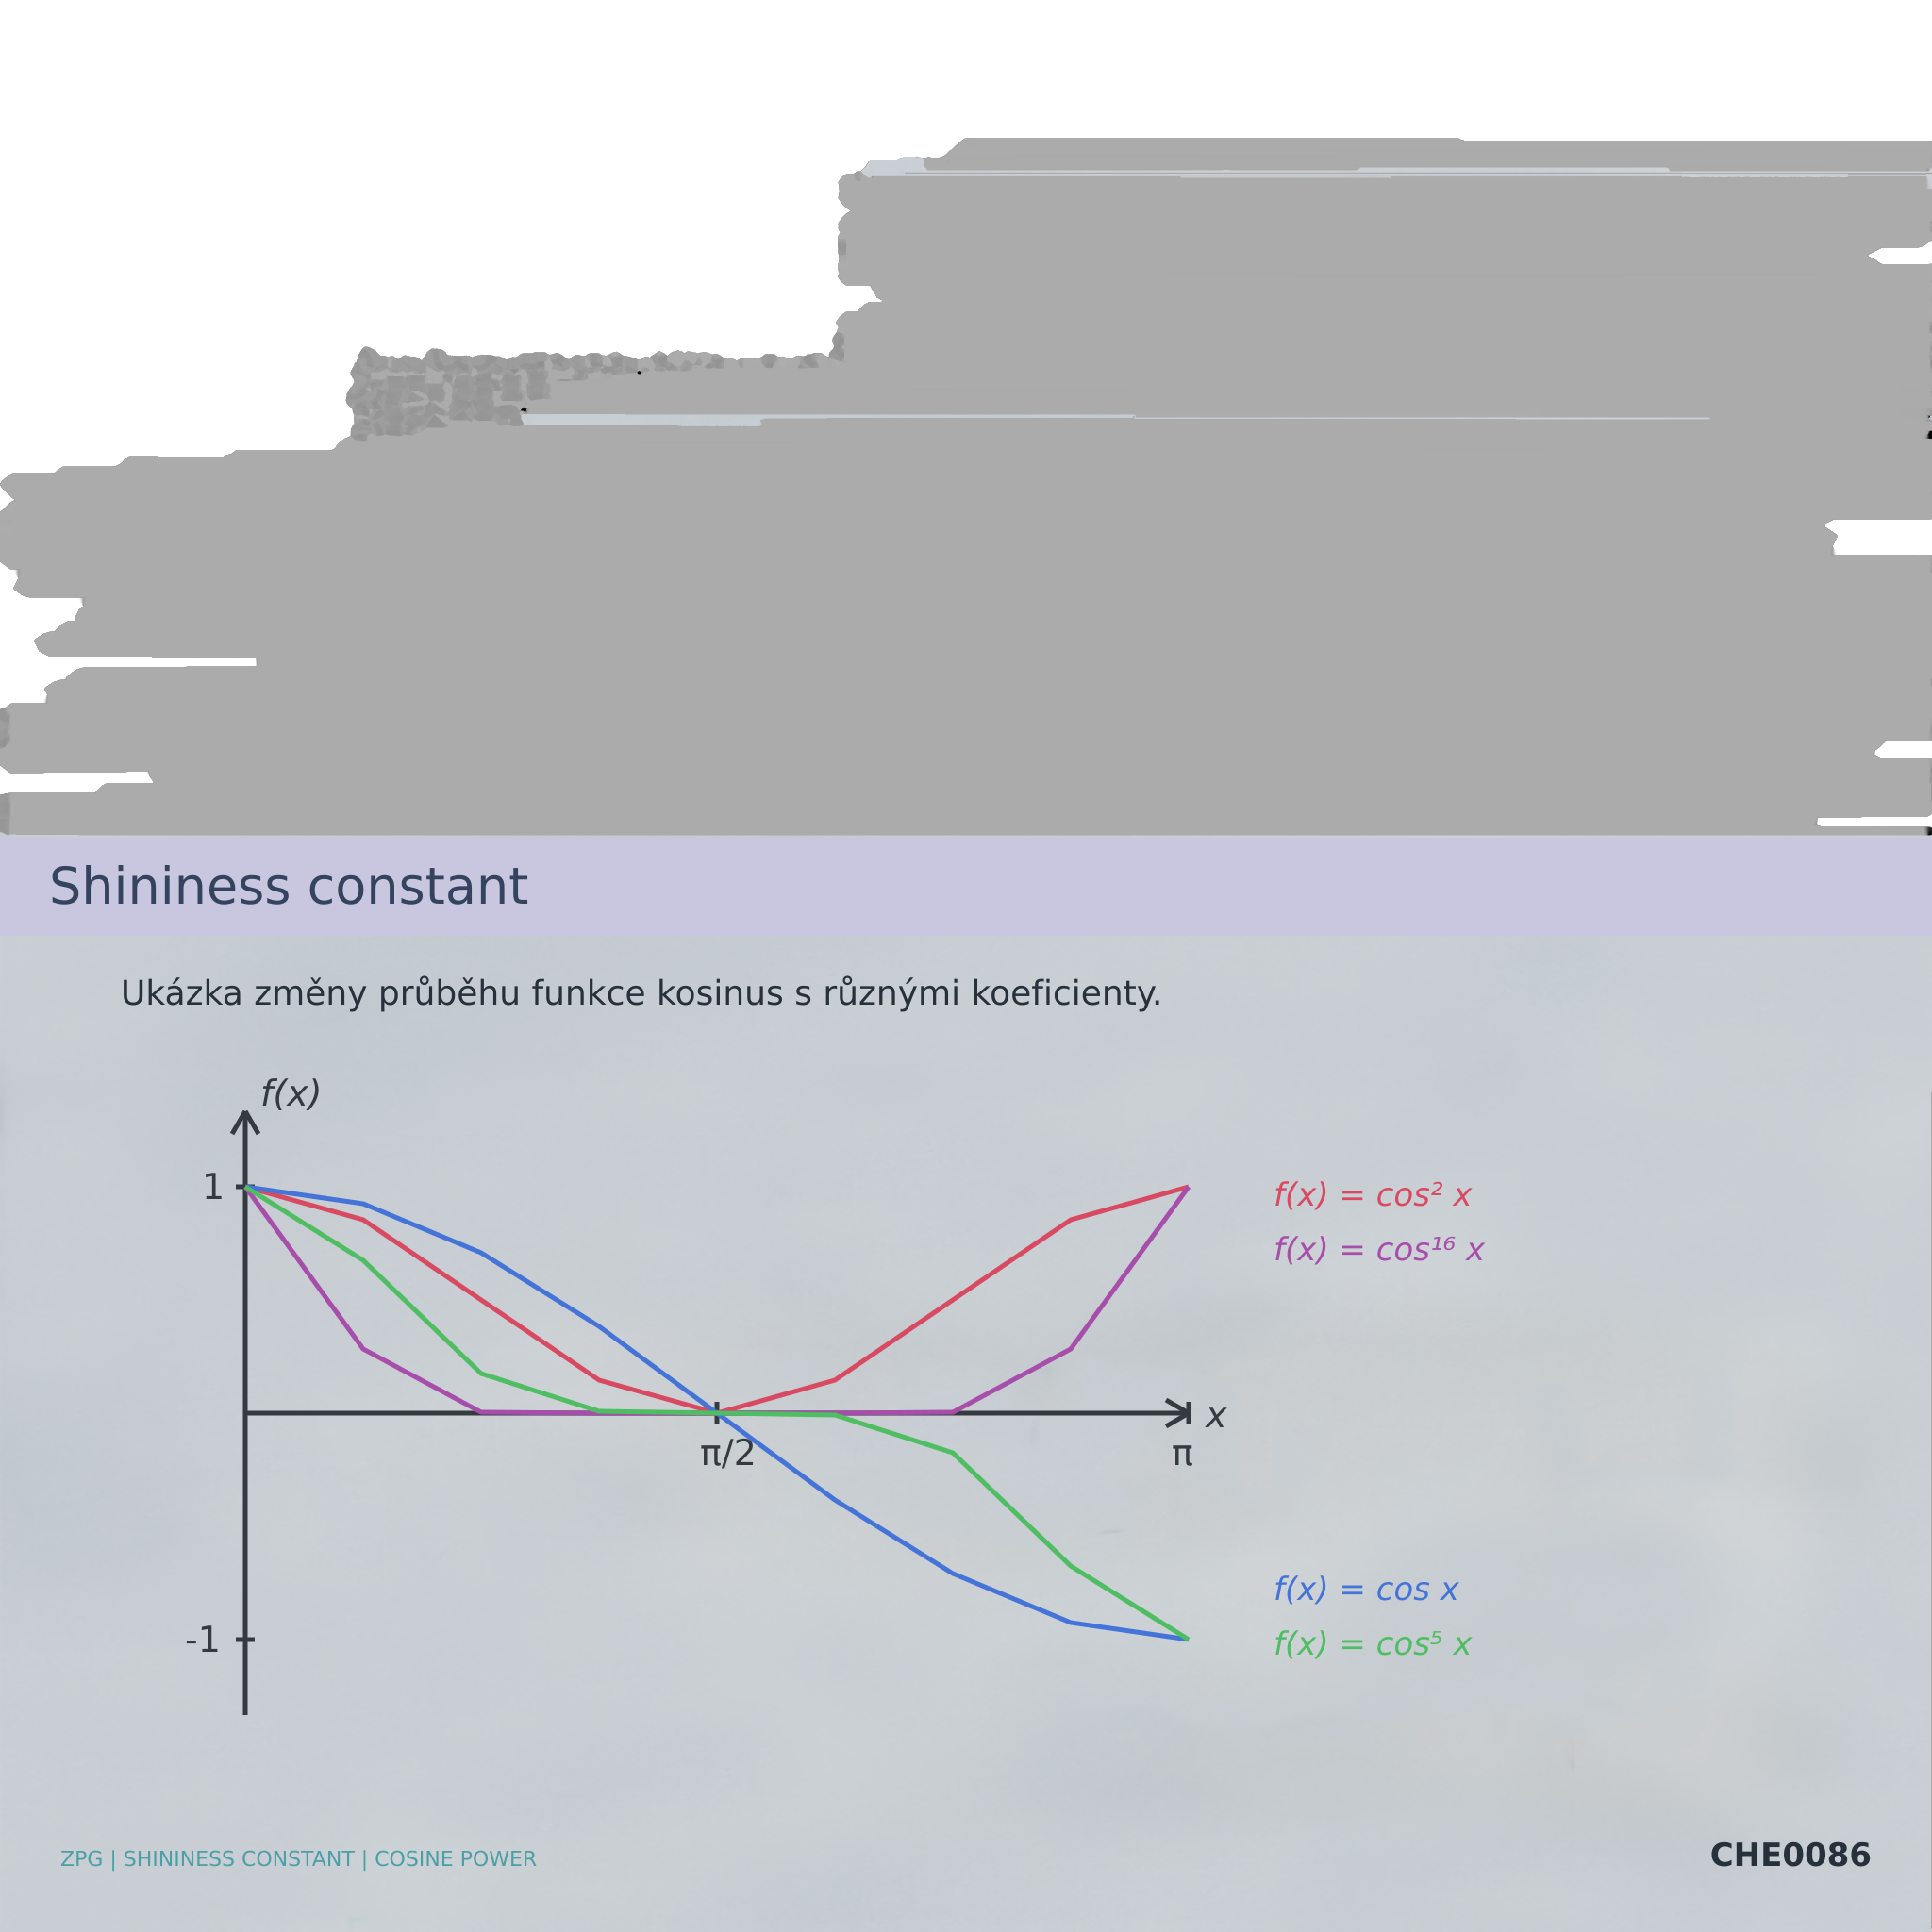 Shininess constant
Ukázka změny průběhu funkce kosinus s různými koeficienty.
f(x)
1
f(x) = cos² x
f(x) = cos¹⁶ x
x
π/2
π
f(x) = cos x
-1
f(x) = cos⁵ x
ZPG | SHININESS CONSTANT | COSINE POWER
CHE0086